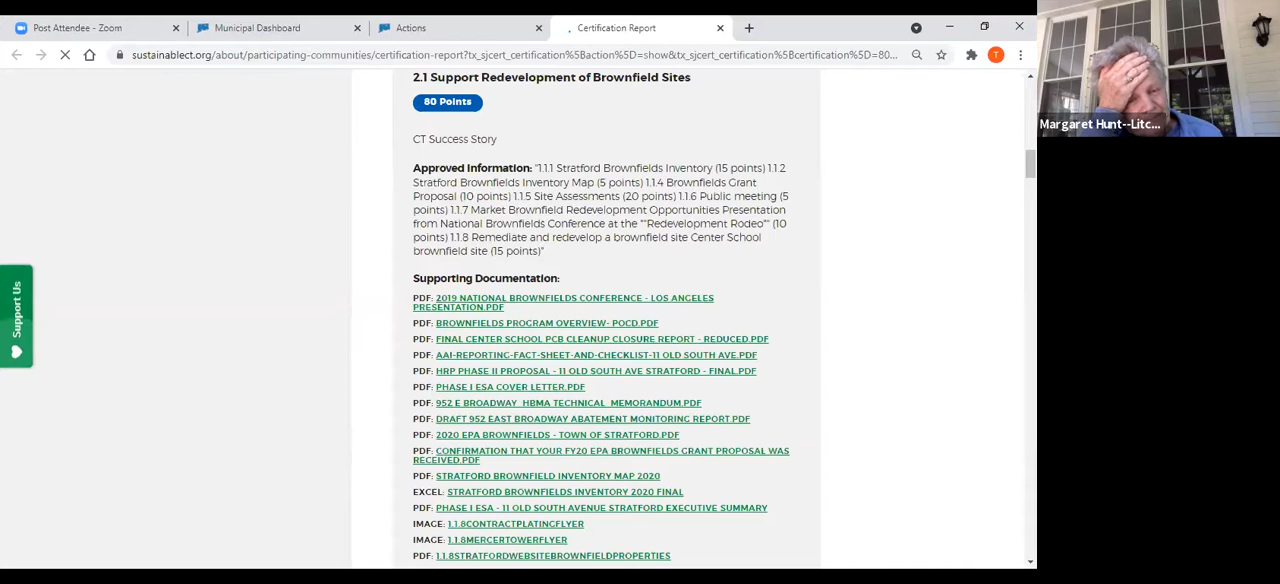 Post Attendee - Zoom
Municipal Dashboard
Actions
Certification Report
sustainablect.org/about/participating-communities/certification-report?tx_sjcert_certification%5Baction%5D=show&tx_sjcert_certification%5Bcertification%5D=80...
T
Margaret Hunt--Litc...
Support Us
2.1 Support Redevelopment of Brownfield Sites
80 Points
CT Success Story
Approved Information: "1.1.1 Stratford Brownfields Inventory (15 points) 1.1.2
Stratford Brownfields Inventory Map (5 points) 1.1.4 Brownfields Grant
Proposal (10 points) 1.1.5 Site Assessments (20 points) 1.1.6 Public meeting (5
points) 1.1.7 Market Brownfield Redevelopment Opportunities Presentation
from National Brownfields Conference at the ""Redevelopment Rodeo"" (10
points) 1.1.8 Remediate and redevelop a brownfield site Center School
brownfield site (15 points)"
Supporting Documentation:
PDF: 2019 NATIONAL BROWNFIELDS CONFERENCE - LOS ANGELES
PRESENTATION.PDF
PDF: BROWNFIELDS PROGRAM OVERVIEW- POCD.PDF
PDF: FINAL CENTER SCHOOL PCB CLEANUP CLOSURE REPORT - REDUCED.PDF
PDF: AAI-REPORTING-FACT-SHEET-AND-CHECKLIST-11 OLD SOUTH AVE.PDF
PDF: HRP PHASE II PROPOSAL - 11 OLD SOUTH AVE STRATFORD - FINAL.PDF
PDF: PHASE I ESA COVER LETTER.PDF
PDF: 952 E BROADWAY_HBMA TECHNICAL_MEMORANDUM.PDF
PDF: DRAFT 952 EAST BROADWAY ABATEMENT MONITORING REPORT.PDF
PDF: 2020 EPA BROWNFIELDS - TOWN OF STRATFORD.PDF
PDF: CONFIRMATION THAT YOUR FY20 EPA BROWNFIELDS GRANT PROPOSAL WAS
RECEIVED.PDF
PDF: STRATFORD BROWNFIELD INVENTORY MAP 2020
EXCEL: STRATFORD BROWNFIELDS INVENTORY 2020 FINAL
PDF: PHASE I ESA - 11 OLD SOUTH AVENUE STRATFORD EXECUTIVE SUMMARY
IMAGE: 1.1.8CONTRACTPLATINGFLYER
IMAGE: 1.1.8MERCERTOWERFLYER
PDF: 1.1.8STRATFORDWEBSITEBROWNFIELDPROPERTIES